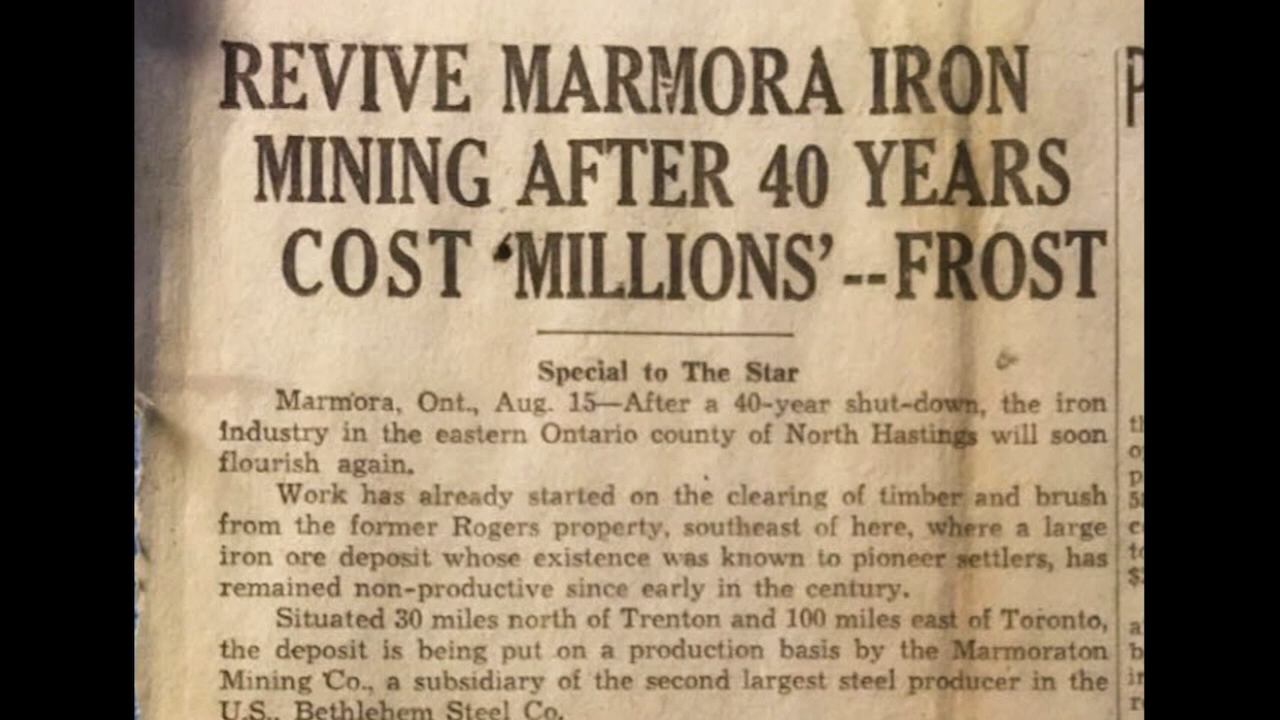 REVIVE MARMORA IRON
MINING AFTER 40 YEARS
COST 'MILLIONS'--FROST
Special to The Star
Marmora, Ont., Aug. 15—After a 40-year shut-down, the iron
industry in the eastern Ontario county of North Hastings will soon
flourish again.
Work has already started on the clearing of timber and brush
from the former Rogers property, southeast of here, where a large
iron ore deposit whose existence was known to pioneer settlers, has
remained non-productive since early in the century.
Situated 30 miles north of Trenton and 100 miles east of Toronto,
the deposit is being put on a production basis by the Marmoraton
Mining Co., a subsidiary of the second largest steel producer in the
U.S., Bethlehem Steel Co.